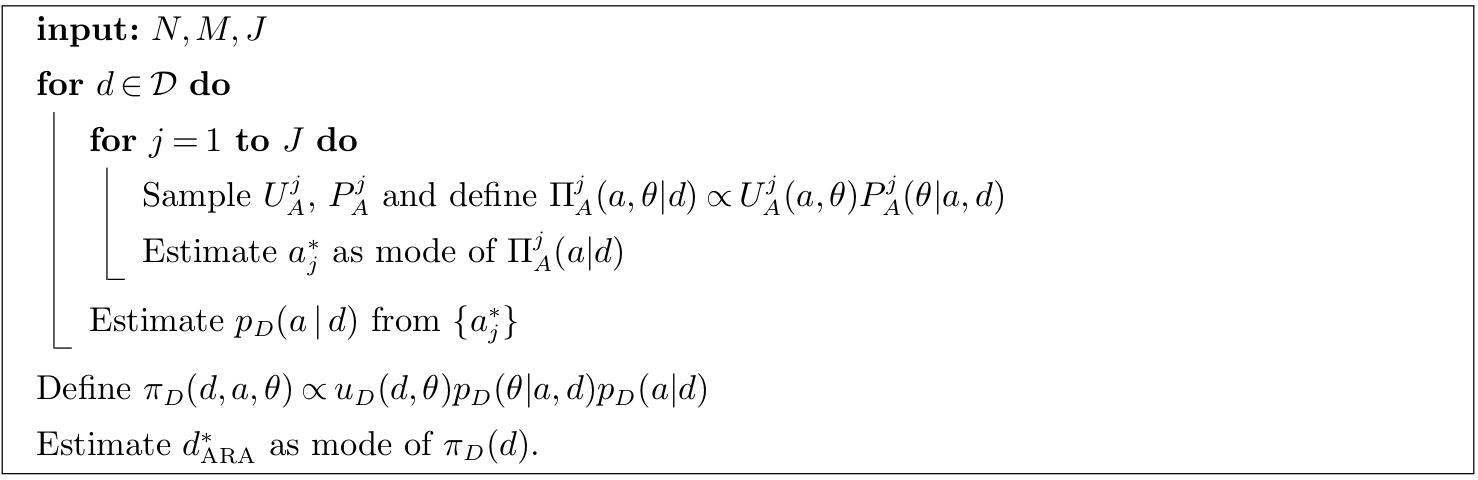 input: N, M, J
for d ∈ 𝒟 do
for j = 1 to J do
Sample U_A^j, P_A^j and define Π_A^j(a, θ|d) ∝ U_A^j(a, θ)P_A^j(θ|a, d)
Estimate a_j^* as mode of Π_A^j(a|d)
Estimate p_D(a | d) from {a_j^*}
Define π_D(d, a, θ) ∝ u_D(d, θ)p_D(θ|a, d)p_D(a|d)
Estimate d_ARA^* as mode of π_D(d).